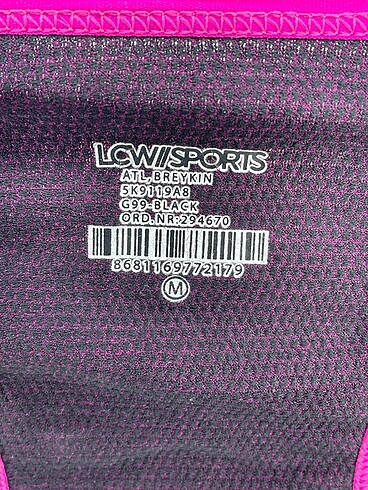 LCW//SPORTS
ATL, BREYKIN
5K9119A8
G99-BLACK
ORD. NR:294670
8681169772179
M